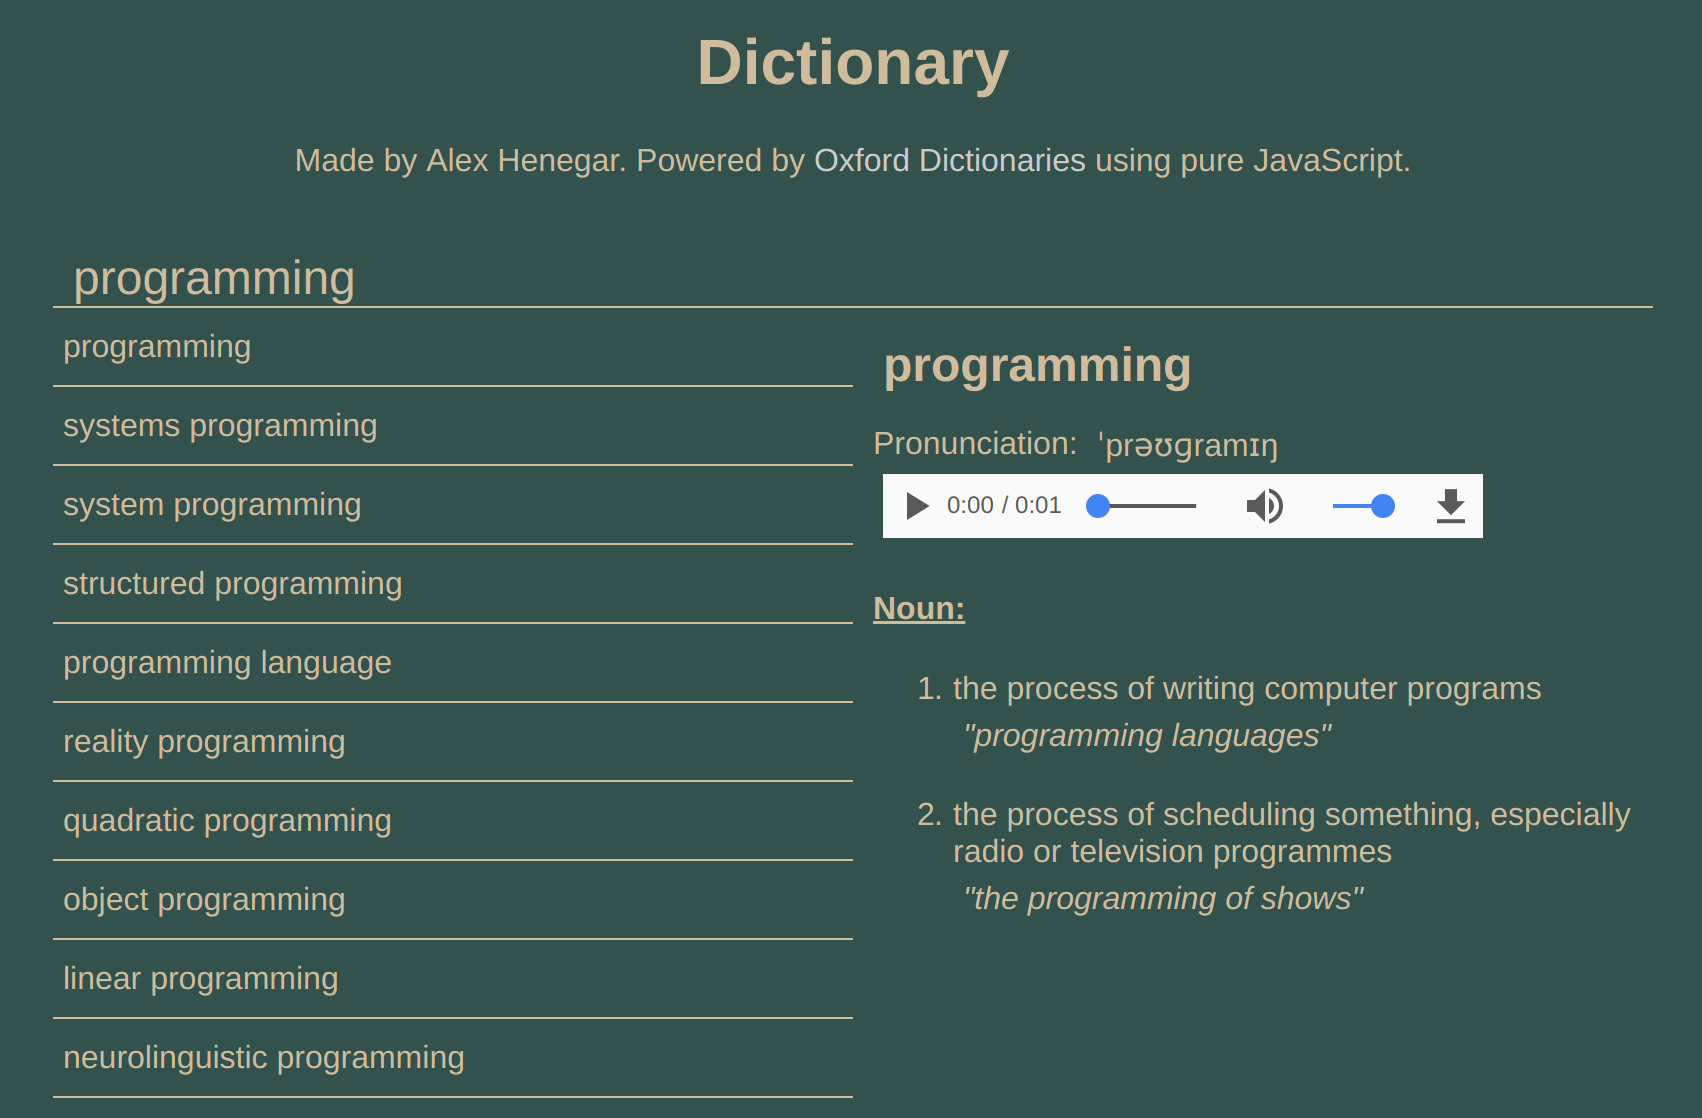 Dictionary
Made by Alex Henegar. Powered by Oxford Dictionaries using pure JavaScript.
programming
programming
systems programming
system programming
structured programming
programming language
reality programming
quadratic programming
object programming
linear programming
neurolinguistic programming
programming
Pronunciation: ˈprəʊɡramɪŋ
0:00 / 0:01
Noun:
1. the process of writing computer programs
"programming languages"
2. the process of scheduling something, especially
radio or television programmes
"the programming of shows"